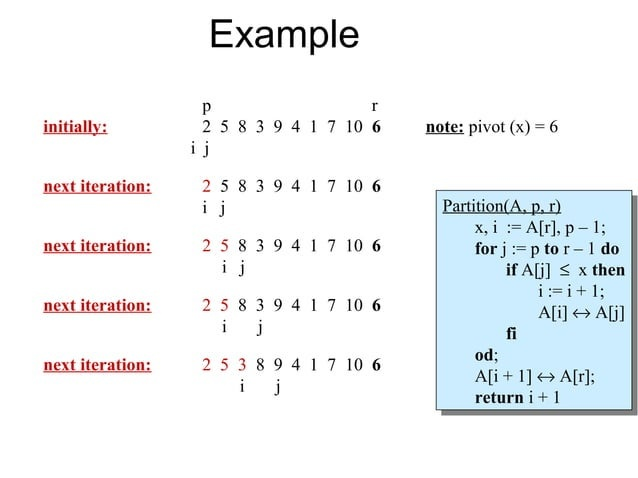 Example
p r
initially: 2 5 8 3 9 4 1 7 10 6 note: pivot (x) = 6
i j
next iteration: 2 5 8 3 9 4 1 7 10 6
i j
next iteration: 2 5 8 3 9 4 1 7 10 6
i j
next iteration: 2 5 8 3 9 4 1 7 10 6
i j
next iteration: 2 5 3 8 9 4 1 7 10 6
i j
Partition(A, p, r)
x, i := A[r], p – 1;
for j := p to r – 1 do
if A[j] ≤ x then
i := i + 1;
A[i] ↔ A[j]
fi
od;
A[i + 1] ↔ A[r];
return i + 1